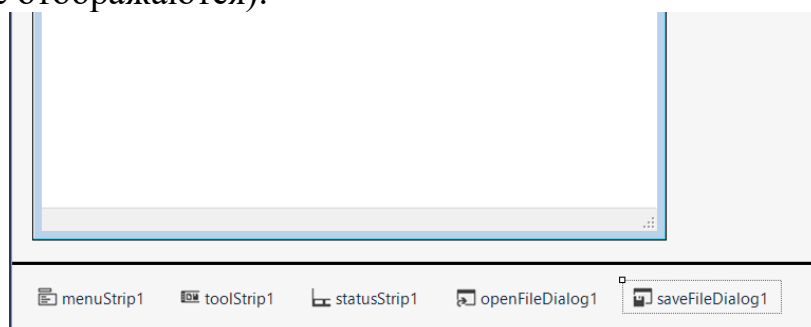 отображаются).
menuStrip1 toolStrip1 statusStrip1 openFileDialog1 saveFileDialog1